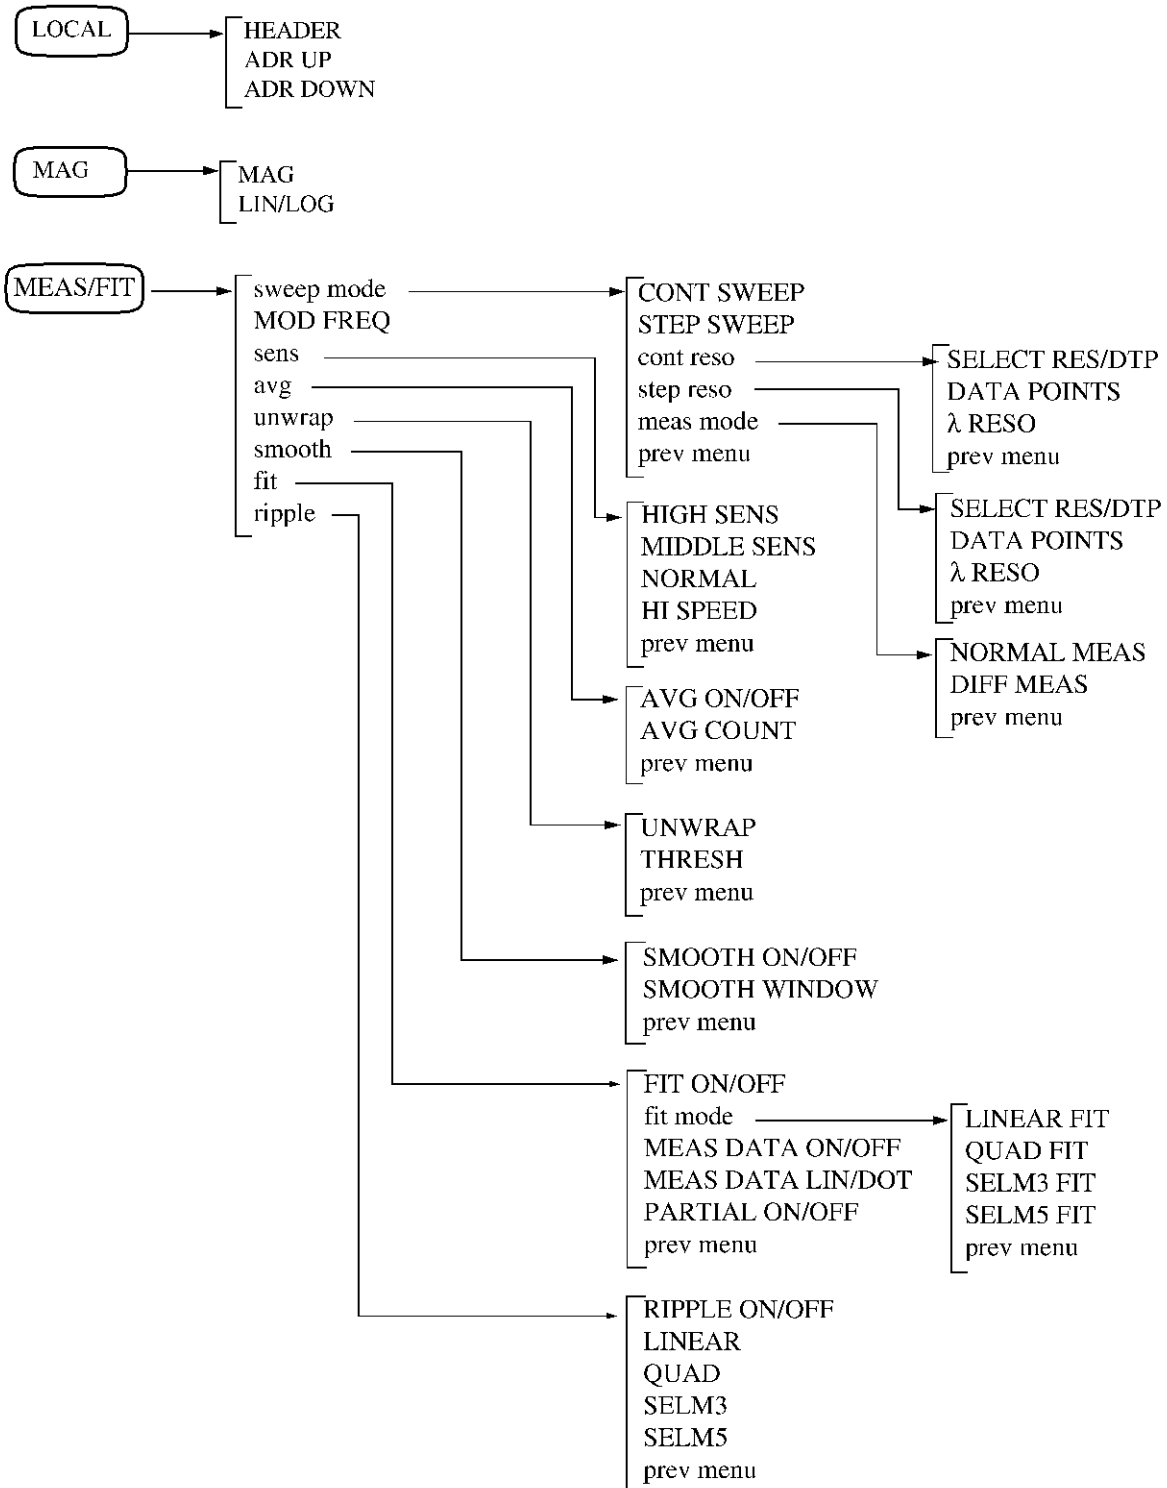 LOCAL
HEADER
ADR UP
ADR DOWN
MAG
MAG
LIN/LOG
MEAS/FIT
sweep mode
MOD FREQ
sens
avg
unwrap
smooth
fit
ripple
CONT SWEEP
STEP SWEEP
cont reso
step reso
meas mode
prev menu
SELECT RES/DTP
DATA POINTS
λ RESO
prev menu
SELECT RES/DTP
DATA POINTS
λ RESO
prev menu
NORMAL MEAS
DIFF MEAS
prev menu
HIGH SENS
MIDDLE SENS
NORMAL
HI SPEED
prev menu
AVG ON/OFF
AVG COUNT
prev menu
UNWRAP
THRESH
prev menu
SMOOTH ON/OFF
SMOOTH WINDOW
prev menu
FIT ON/OFF
fit mode
MEAS DATA ON/OFF
MEAS DATA LIN/DOT
PARTIAL ON/OFF
prev menu
LINEAR FIT
QUAD FIT
SELM3 FIT
SELM5 FIT
prev menu
RIPPLE ON/OFF
LINEAR
QUAD
SELM3
SELM5
prev menu